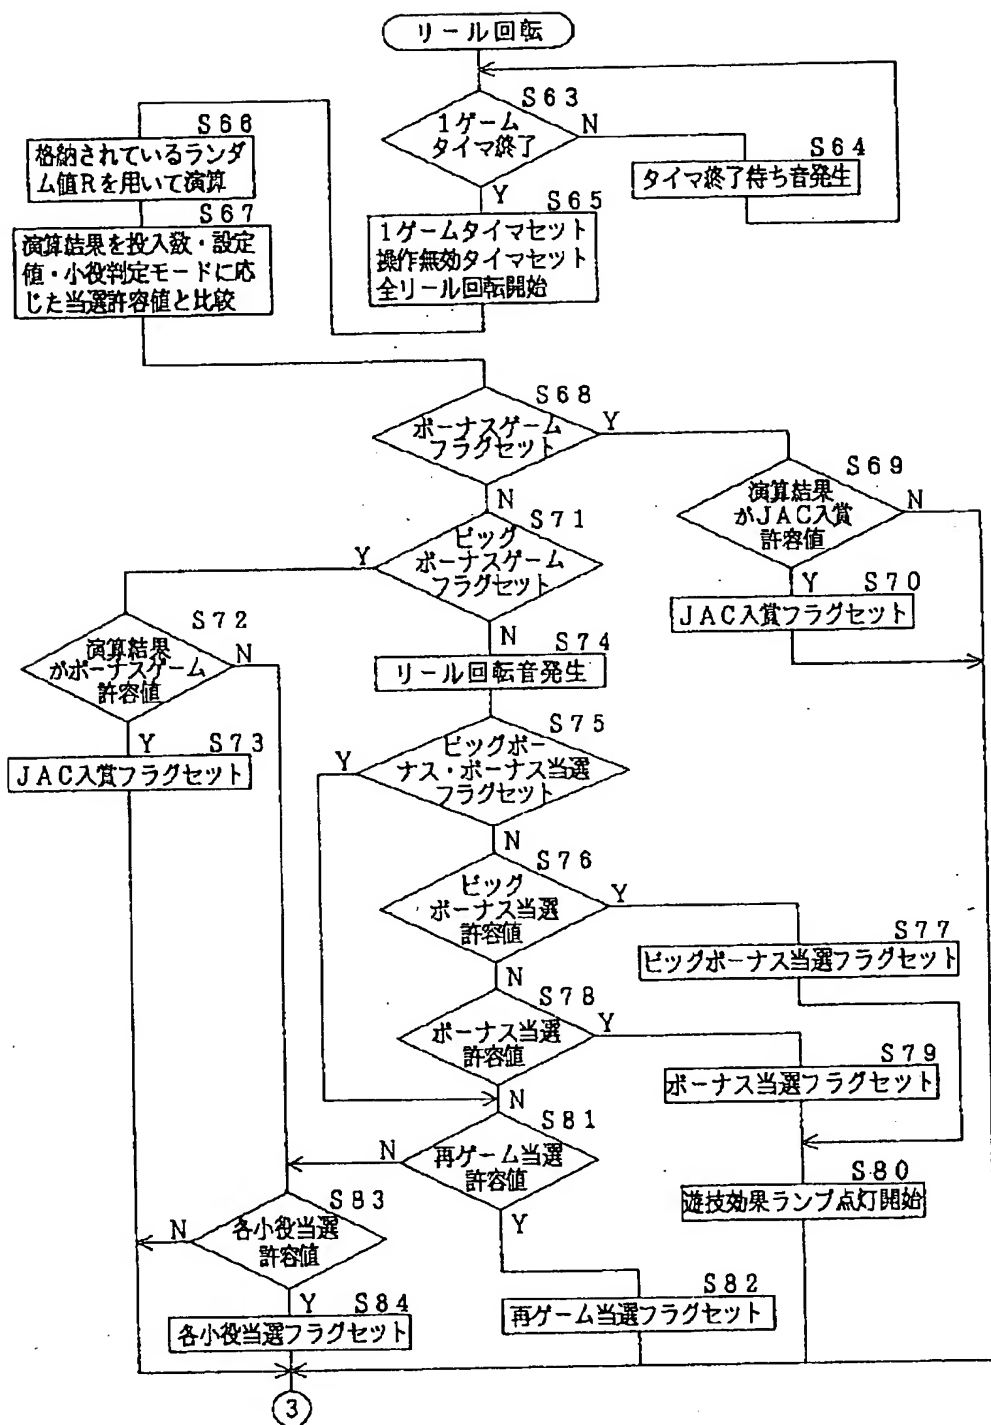 リール回転
S63
1ゲーム
タイマ終了
N
S64
タイマ終了待ち音発生
Y
S65
1ゲームタイマセット
操作無効タイマセット
全リール回転開始
S66
格納されているランダ
ム値Rを用いて演算
S67
演算結果を投入数・設定
値・小役判定モードに応
じた当選許容値と比較
S68
ボーナスゲーム
フラグセット
Y
N
S69
演算結果
がJAC入賞
許容値
N
Y
S70
JAC入賞フラグセット
S71
ビッグ
ボーナスゲーム
フラグセット
Y
N
S72
演算結果
がボーナスゲーム
許容値
N
Y
S73
JAC入賞フラグセット
S74
リール回転音発生
S75
ビッグボー
ナス・ボーナス当選
フラグセット
Y
N
S76
ビッグ
ボーナス当選
許容値
Y
N
S77
ビッグボーナス当選フラグセット
S78
ボーナス当選
許容値
Y
N
S79
ボーナス当選フラグセット
S80
遊技効果ランプ点灯開始
S81
再ゲーム当選
許容値
N
Y
S82
再ゲーム当選フラグセット
S83
各小役当選
許容値
N
Y
S84
各小役当選フラグセット
3